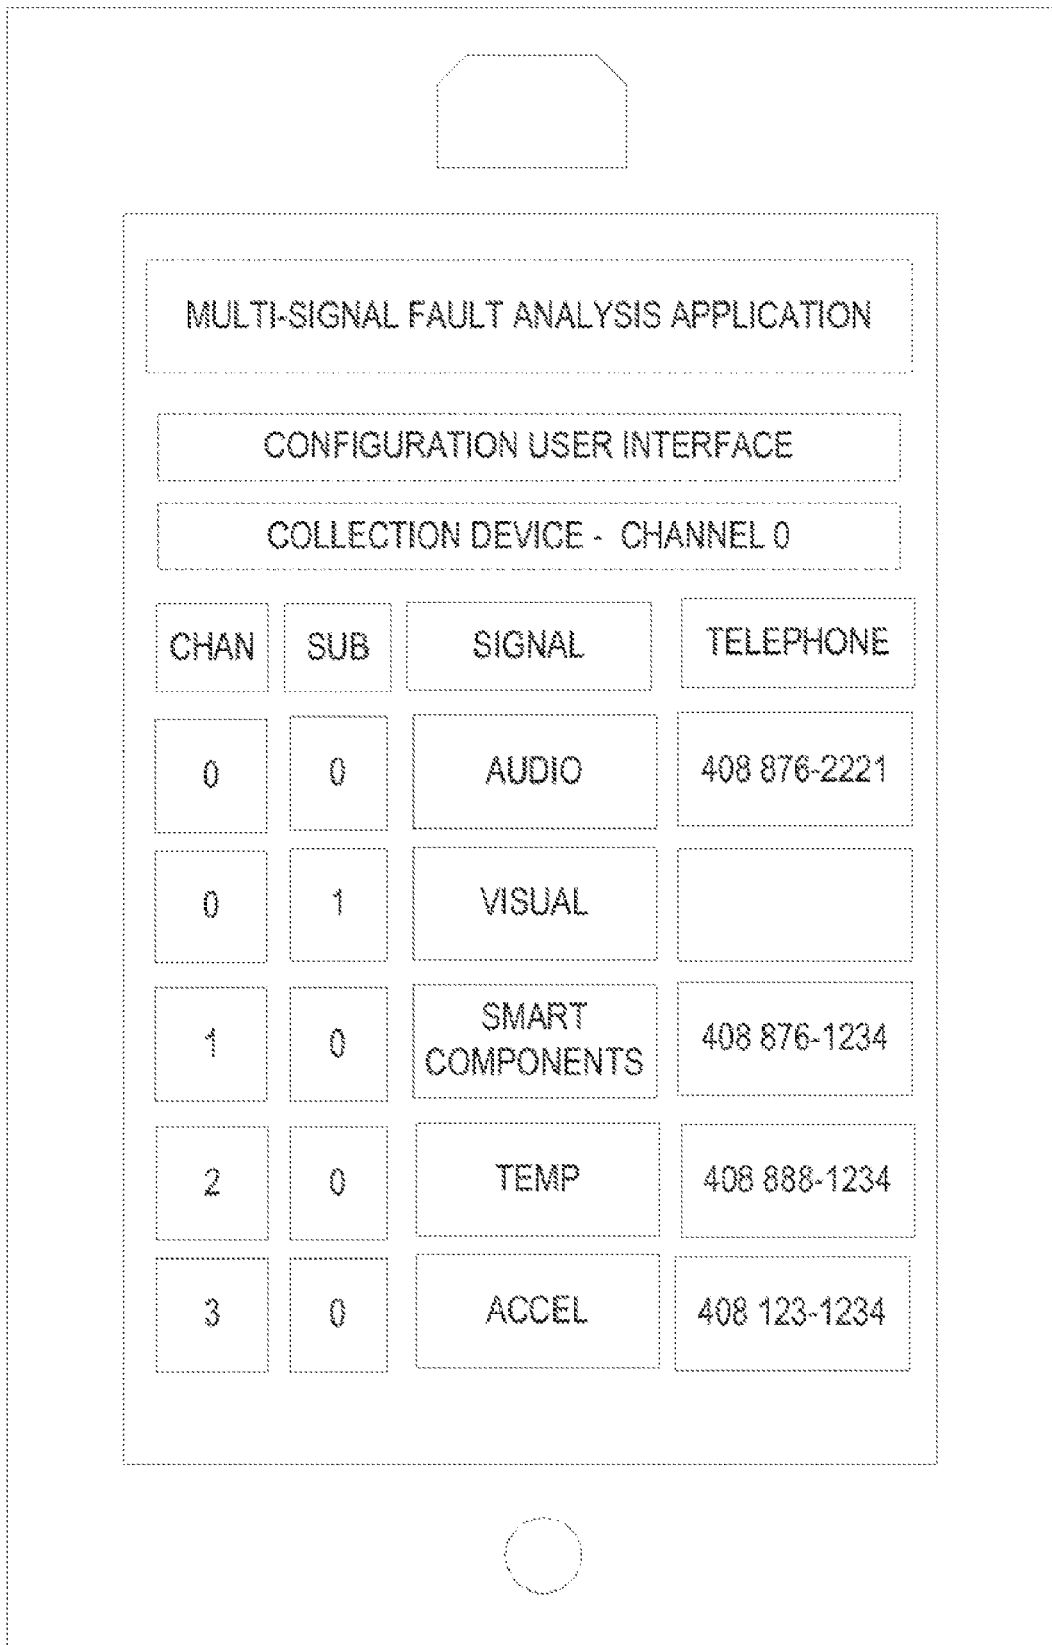 MULTI-SIGNAL FAULT ANALYSIS APPLICATION
CONFIGURATION USER INTERFACE
COLLECTION DEVICE - CHANNEL 0
CHAN SUB SIGNAL TELEPHONE
0 0 AUDIO 408 876-2221
0 1 VISUAL
1 0 SMART COMPONENTS 408 876-1234
2 0 TEMP 408 888-1234
3 0 ACCEL 408 123-1234